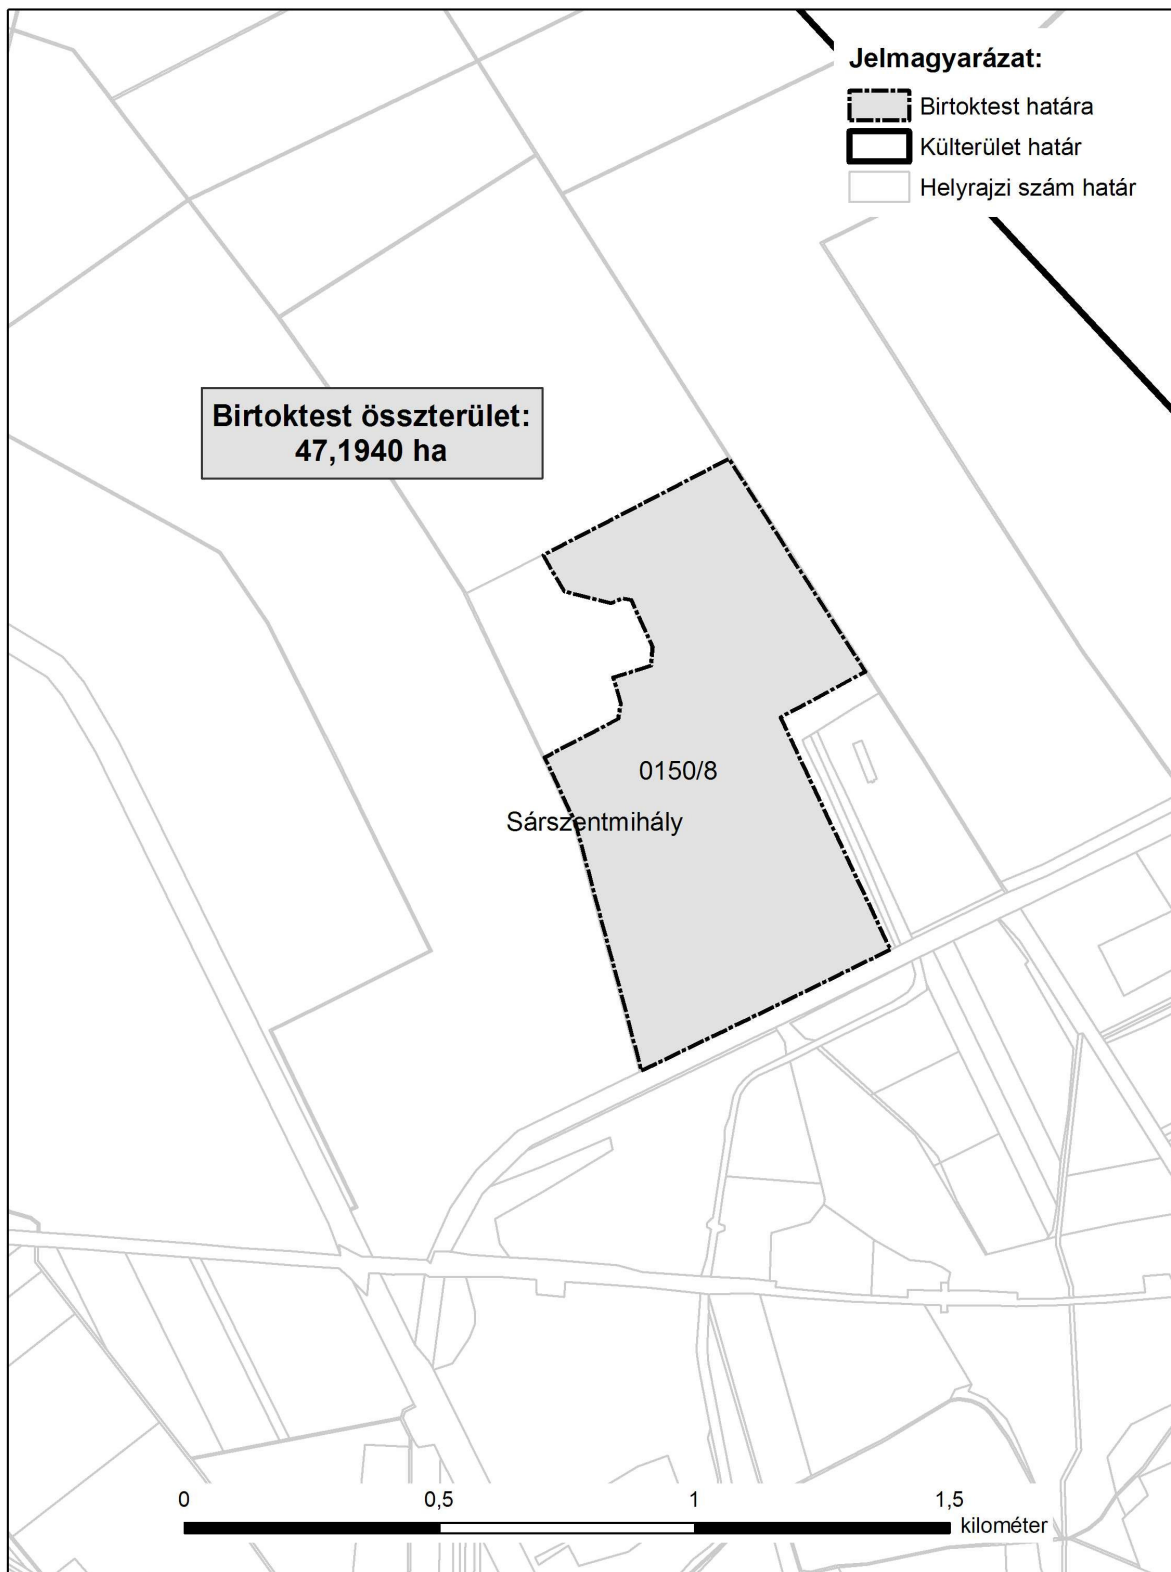 Jelmagyarázat:
Birtoktest határa
Külterület határ
Helyrajzi szám határ
Birtoktest összterület:
47,1940 ha
0150/8
Sárszentmihály
0 0,5 1 1,5
kilométer